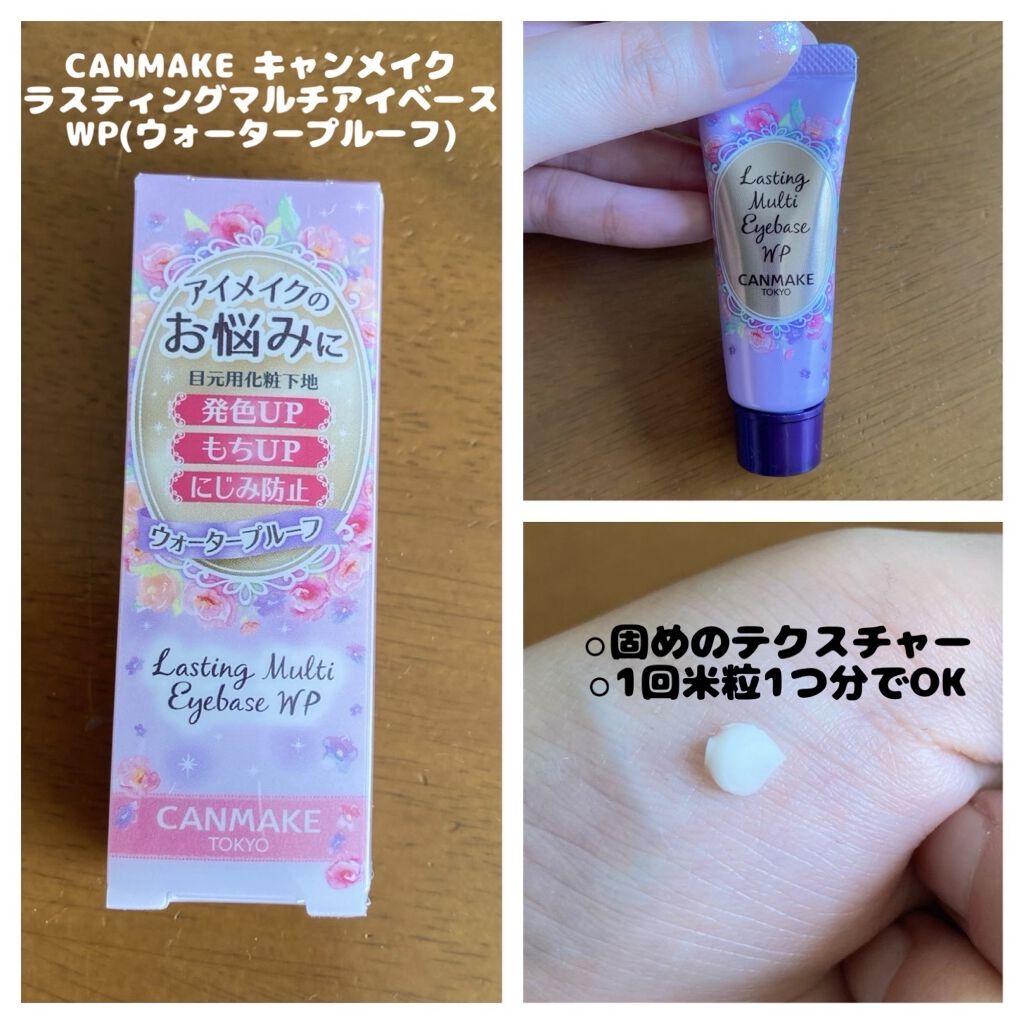 CANMAKE キャンメイク
ラスティングマルチアイベース
WP(ウォータープルーフ)
アイメイクの
お悩みに
目元用化粧下地
発色UP
もちUP
にじみ防止
ウォータープルーフ
Lasting Multi
Eyebase WP
CANMAKE
TOKYO
Lasting
Multi
Eyebase
WP
CANMAKE
TOKYO
○固めのテクスチャー
○1回米粒1つ分でOK